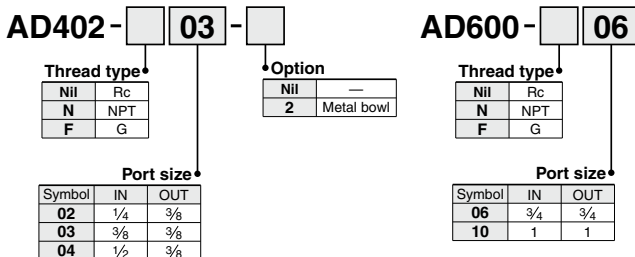 AD402- 03 -
Thread type
Nil Rc
N NPT
F G
Option
Nil —
2 Metal bowl
Port size
Symbol IN OUT
02 1/4 3/8
03 3/8 3/8
04 1/2 3/8
AD600- 06
Thread type
Nil Rc
N NPT
F G
Port size
Symbol IN OUT
06 3/4 3/4
10 1 1